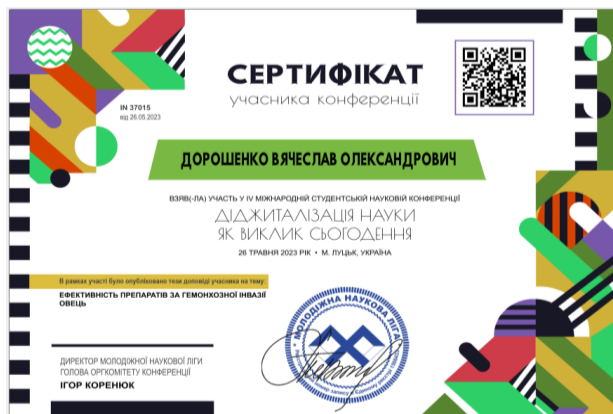 СЕРТИФІКАТ
учасника конференції
IN 37015
від 26.05.2023
ДОРОШЕНКО ВЯЧЕСЛАВ ОЛЕКСАНДРОВИЧ
ВЗЯВ(-ЛА) УЧАСТЬ У IV МІЖНАРОДНІЙ СТУДЕНТСЬКІЙ НАУКОВІЙ КОНФЕРЕНЦІЇ
ДІДЖИТАЛІЗАЦІЯ НАУКИ
ЯК ВИКЛИК СЬОГОДЕННЯ
26 ТРАВНЯ 2023 РІК • М. ЛУЦЬК, УКРАЇНА
В рамках участі було опубліковано тези доповіді учасника на тему:
ЕФЕКТИВНІСТЬ ПРЕПАРАТІВ ЗА ГЕМОНХОЗНОЇ ІНВАЗІЇ
ОВЕЦЬ
МОЛОДІЖНА НАУКОВА ЛІГА
ДИРЕКТОР МОЛОДІЖНОЇ НАУКОВОЇ ЛІГИ
ГОЛОВА ОРГКОМІТЕТУ КОНФЕРЕНЦІЇ
ІГОР КОРЕНЮК